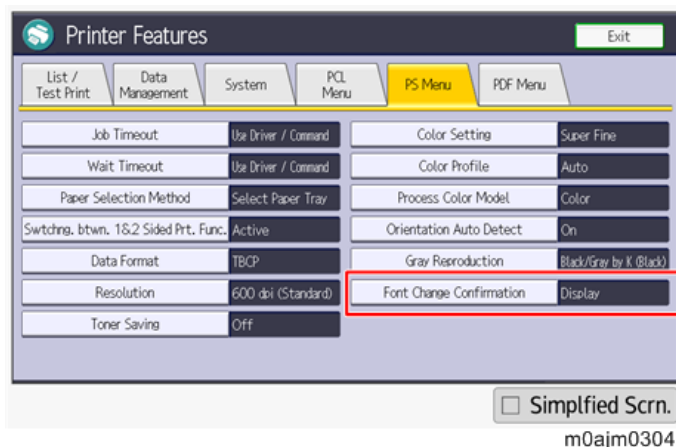 Printer Features
Exit
List /
Test Print
Data
Management
System
PCL
Menu
PS Menu
PDF Menu
Job Timeout
Use Driver / Command
Color Setting
Super Fine
Wait Timeout
Use Driver / Command
Color Profile
Auto
Paper Selection Method
Select Paper Tray
Process Color Model
Color
Swtchng. btwn. 1&2 Sided Prt. Func.
Active
Orientation Auto Detect
On
Data Format
TBCP
Gray Reproduction
Black/Gray by K (Black)
Resolution
600 dpi (Standard)
Font Change Confirmation
Display
Toner Saving
Off
Simplfied Scrn.
m0ajm0304